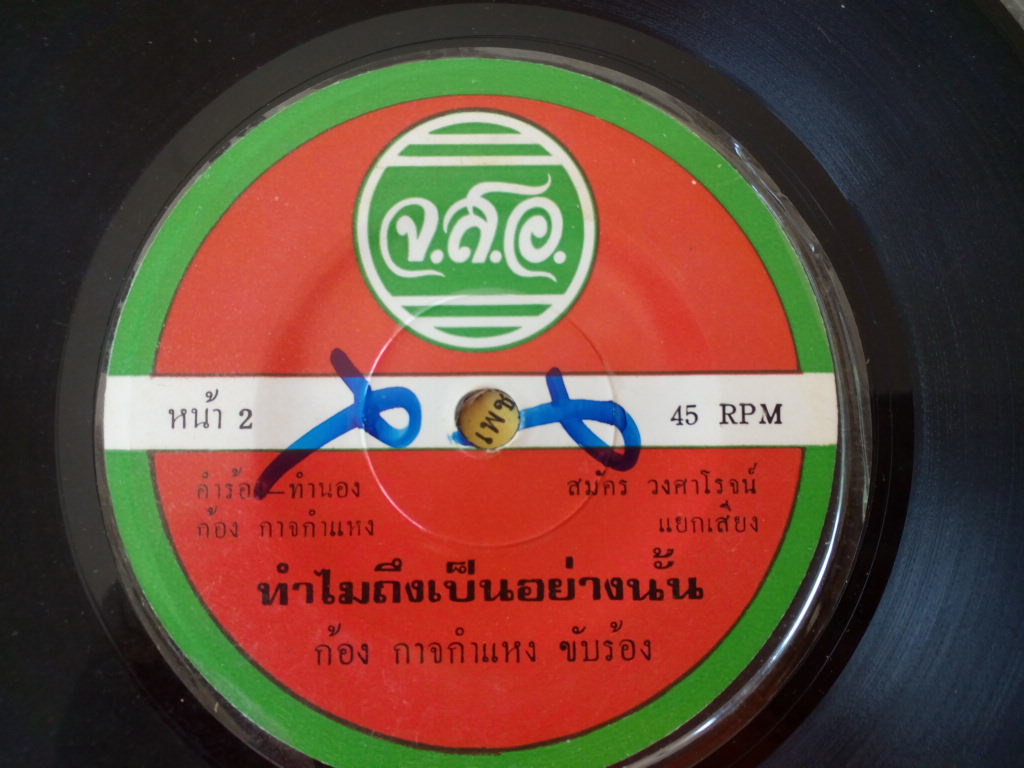 จ.ส.อ.
หน้า 2
45 RPM
คำร้อง-ทำนอง
ก้อง กาจกำแหง
สมัคร วงศาโรจน์
แยกเสียง
ทำไมถึงเป็นอย่างนั้น
ก้อง กาจกำแหง ขับร้อง